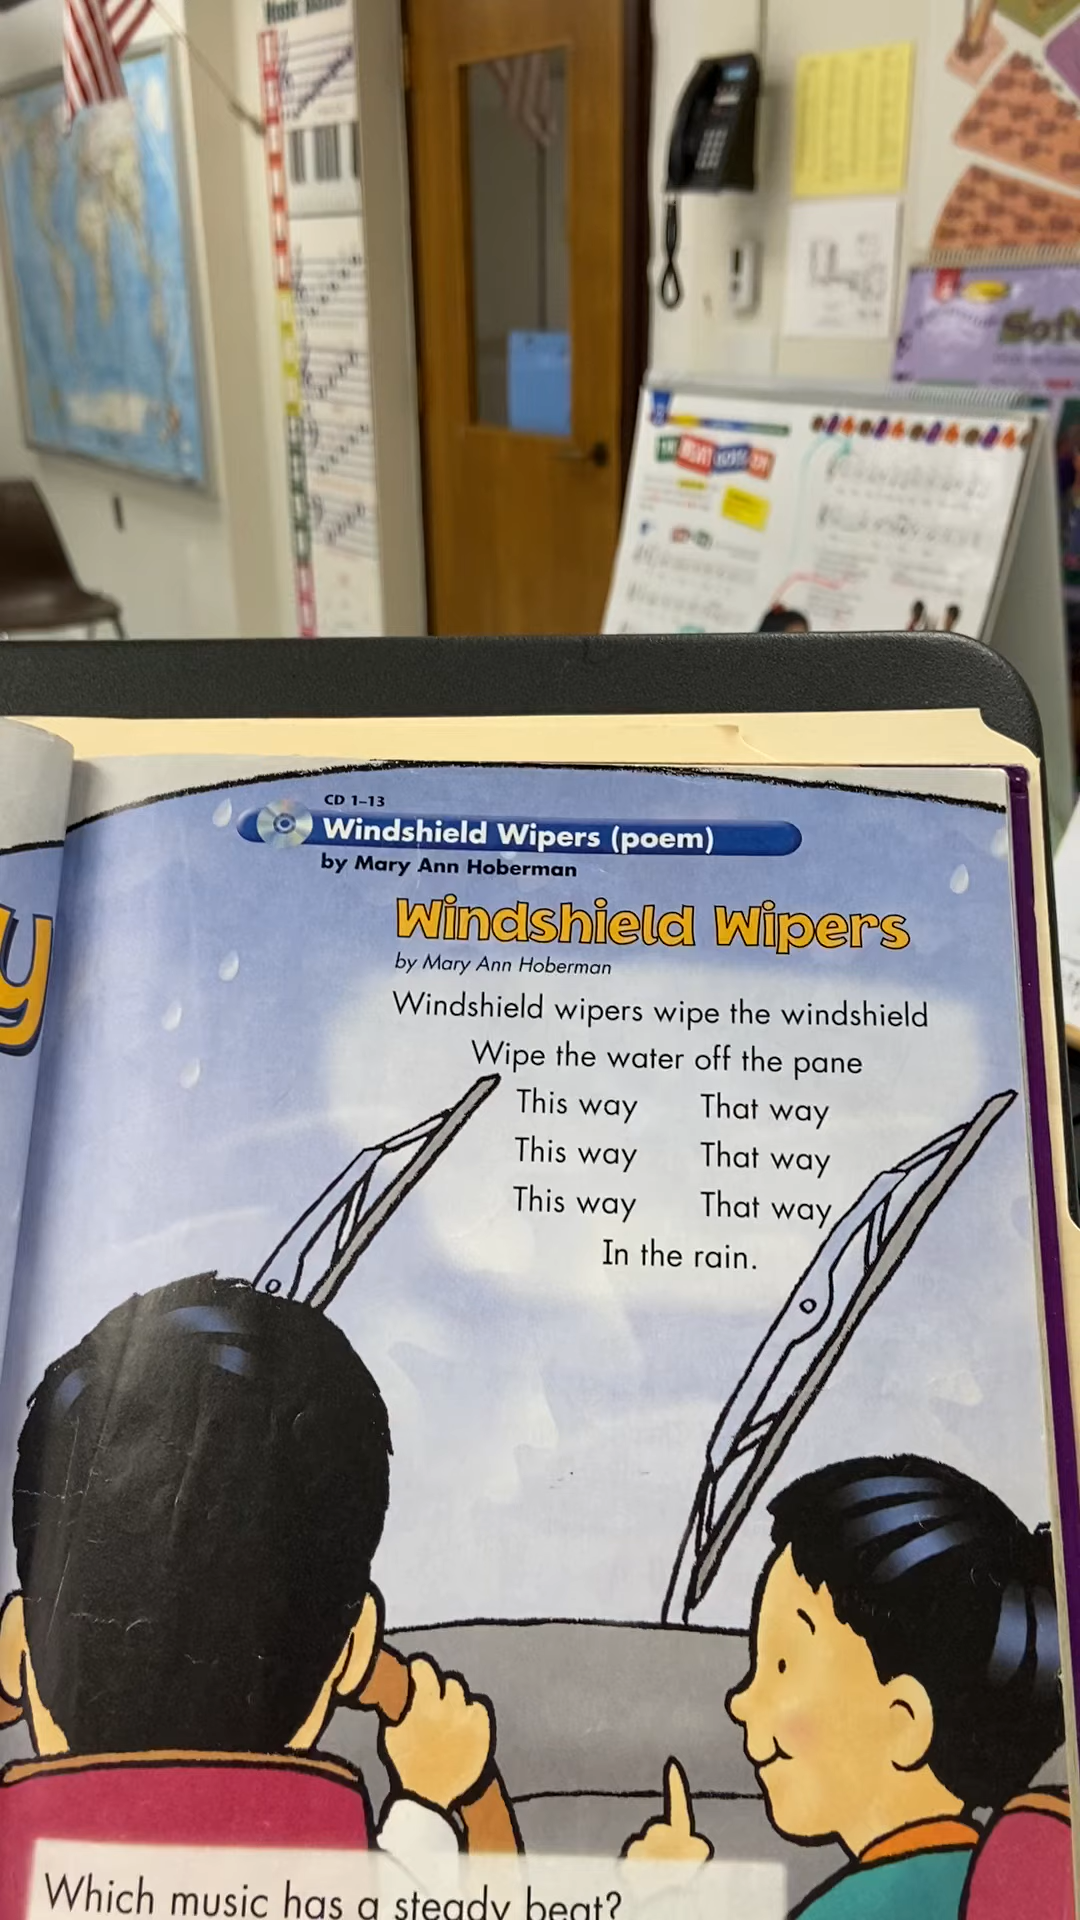 CD 1–13
Windshield Wipers (poem)
by Mary Ann Hoberman
Windshield Wipers
by Mary Ann Hoberman
Windshield wipers wipe the windshield
Wipe the water off the pane
This way That way
This way That way
This way That way
In the rain.
y
Which music has a steady beat?